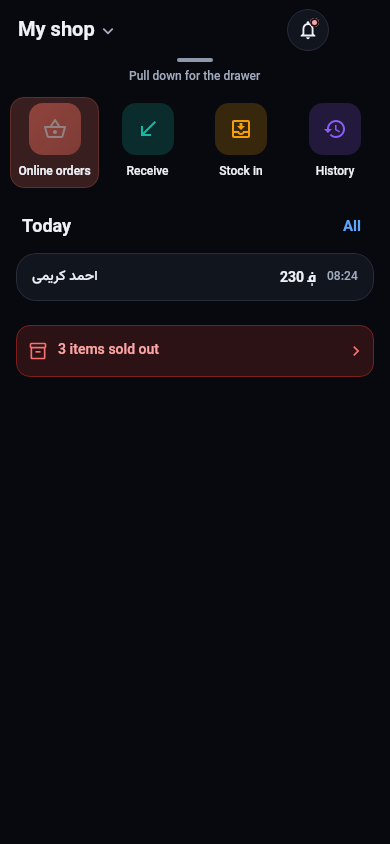 My shop
Pull down for the drawer
Online orders
Receive
Stock in
History
Today
All
احمد کریمی
230 ؋
08:24
3 items sold out